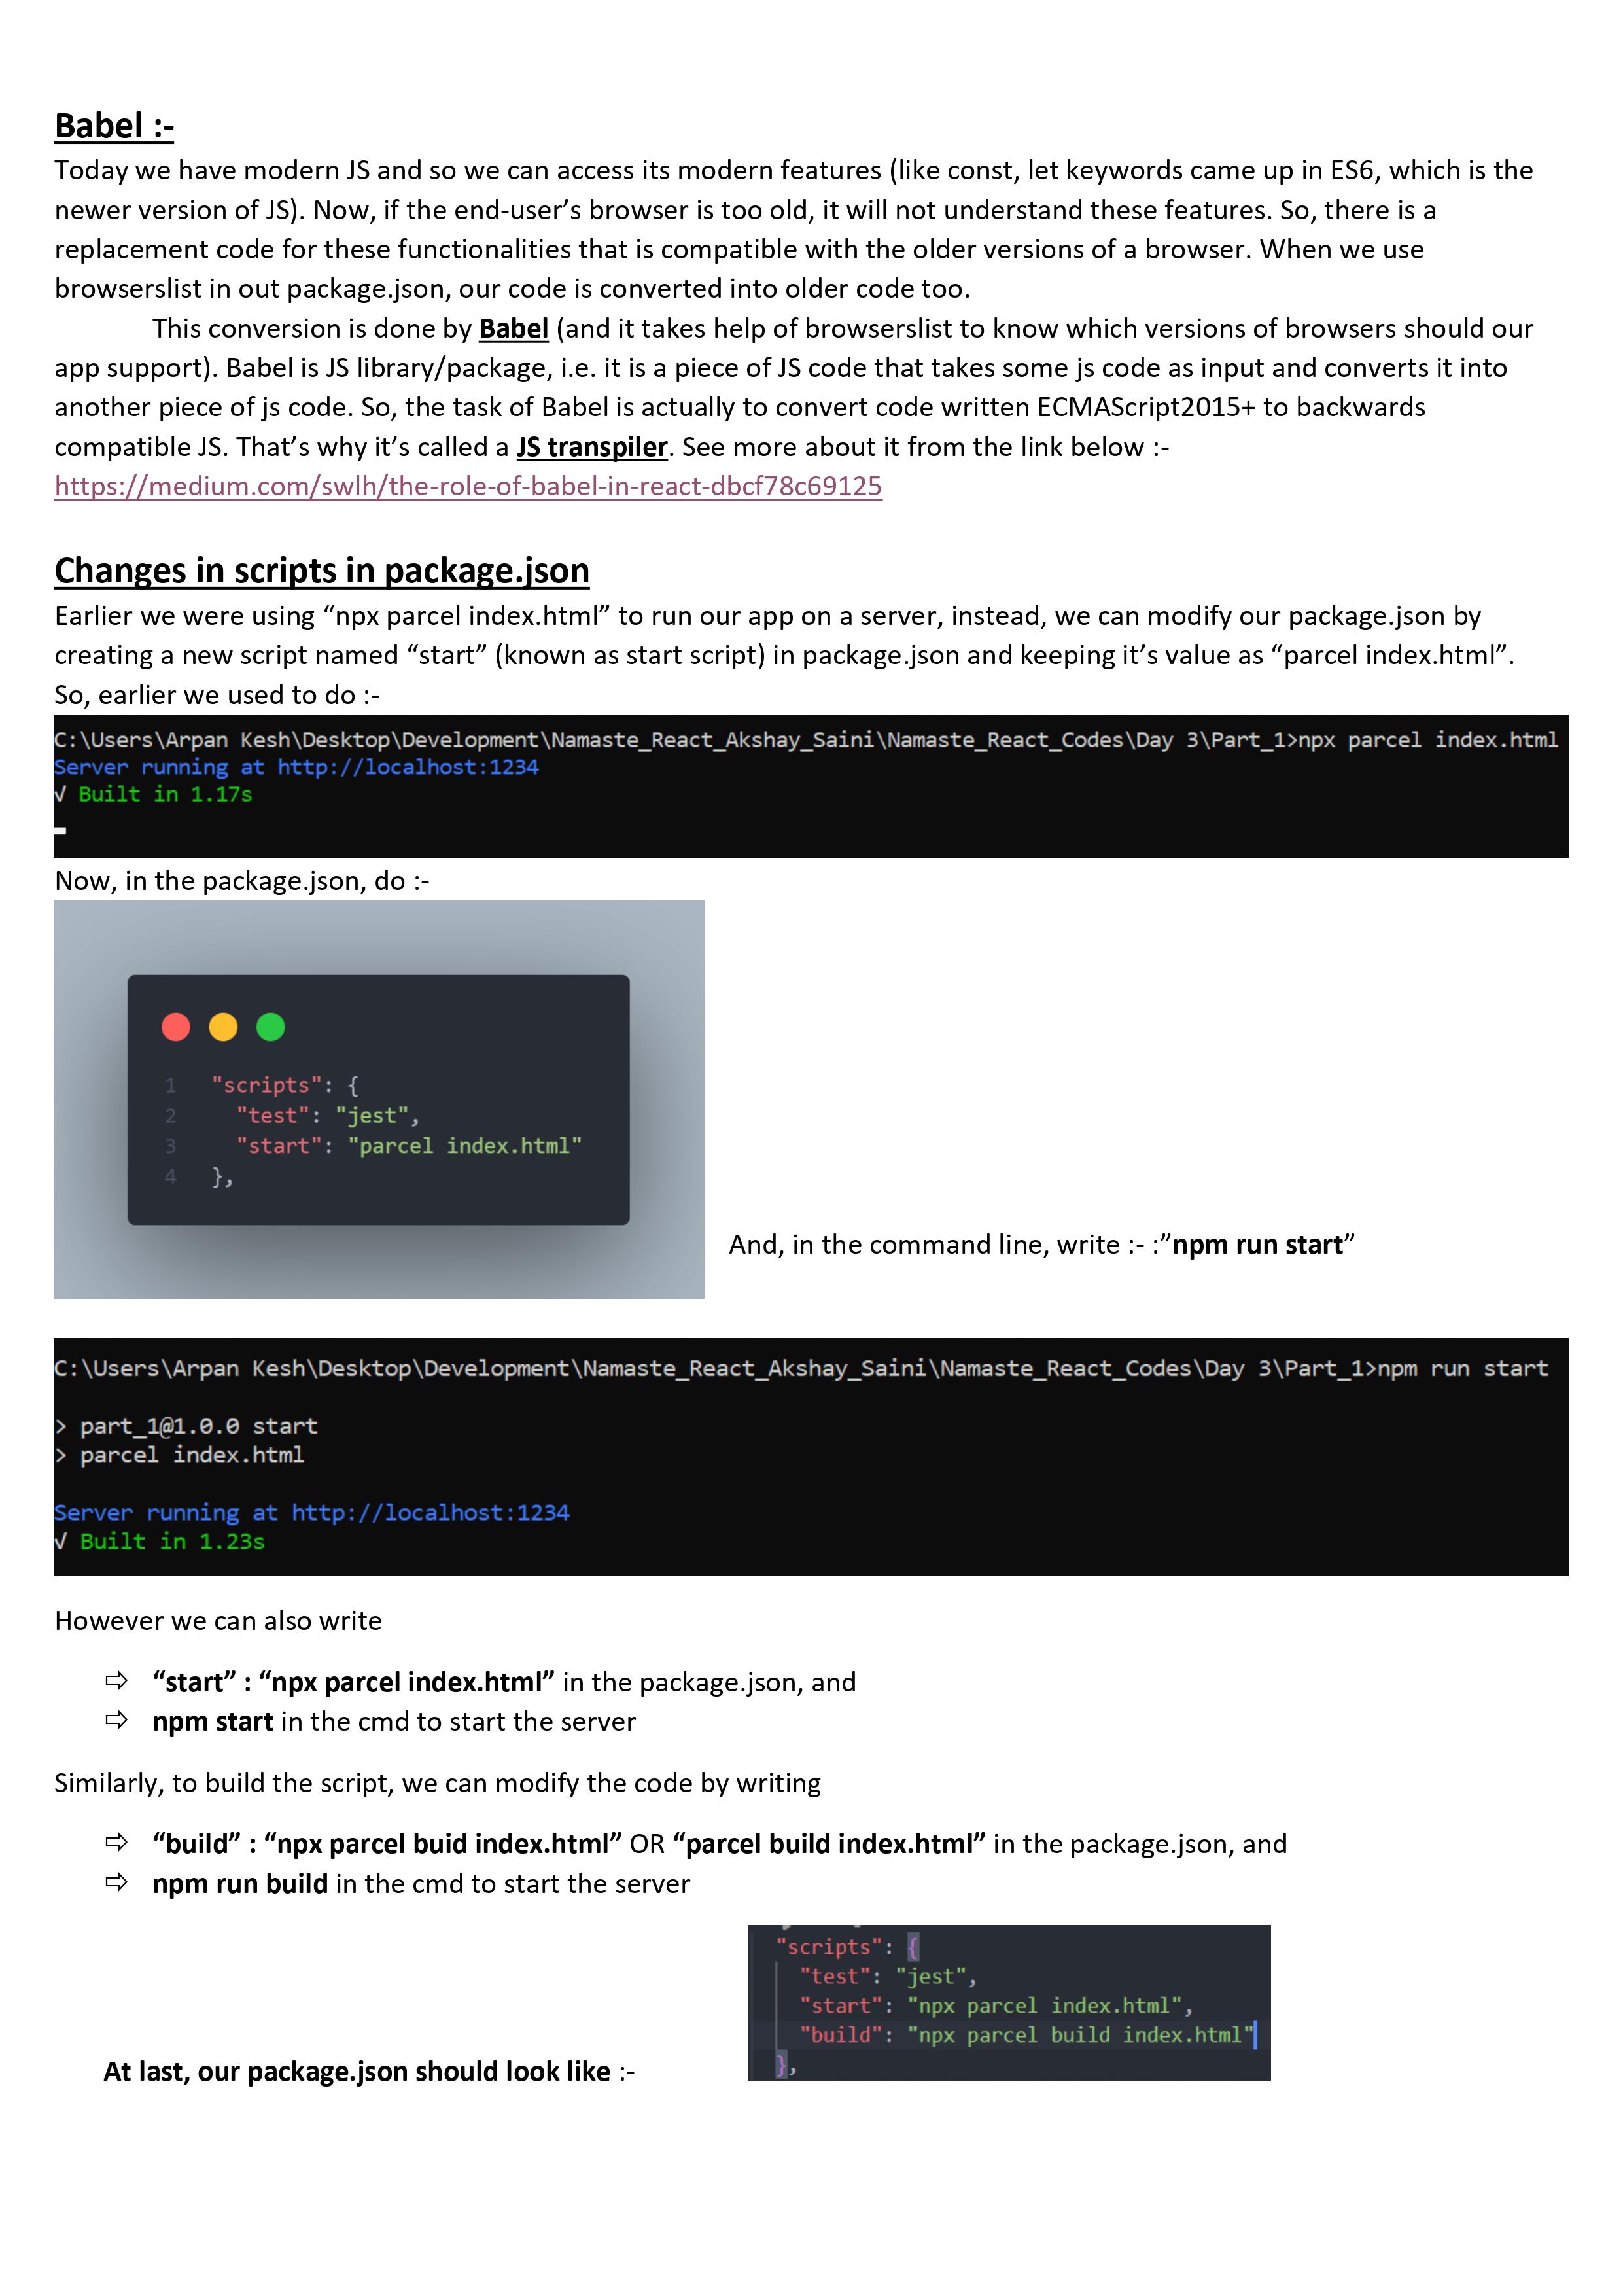 Babel :-
Today we have modern JS and so we can access its modern features (like const, let keywords came up in ES6, which is the
newer version of JS). Now, if the end-user’s browser is too old, it will not understand these features. So, there is a
replacement code for these functionalities that is compatible with the older versions of a browser. When we use
browserslist in out package.json, our code is converted into older code too.
This conversion is done by Babel (and it takes help of browserslist to know which versions of browsers should our
app support). Babel is JS library/package, i.e. it is a piece of JS code that takes some js code as input and converts it into
another piece of js code. So, the task of Babel is actually to convert code written ECMAScript2015+ to backwards
compatible JS. That’s why it’s called a JS transpiler. See more about it from the link below :-
https://medium.com/swlh/the-role-of-babel-in-react-dbcf78c69125
Changes in scripts in package.json
Earlier we were using “npx parcel index.html” to run our app on a server, instead, we can modify our package.json by
creating a new script named “start” (known as start script) in package.json and keeping it’s value as “parcel index.html”.
So, earlier we used to do :-
C:\Users\Arpan Kesh\Desktop\Development\Namaste_React_Akshay_Saini\Namaste_React_Codes\Day 3\Part_1>npx parcel index.html
Server running at http://localhost:1234
√ Built in 1.17s
Now, in the package.json, do :-
1 "scripts": {
2 "test": "jest",
3 "start": "parcel index.html"
4 },
And, in the command line, write :- :”npm run start”
C:\Users\Arpan Kesh\Desktop\Development\Namaste_React_Akshay_Saini\Namaste_React_Codes\Day 3\Part_1>npm run start
> part_1@1.0.0 start
> parcel index.html
Server running at http://localhost:1234
√ Built in 1.23s
However we can also write
⇨ “start” : “npx parcel index.html” in the package.json, and
⇨ npm start in the cmd to start the server
Similarly, to build the script, we can modify the code by writing
⇨ “build” : “npx parcel buid index.html” OR “parcel build index.html” in the package.json, and
⇨ npm run build in the cmd to start the server
"scripts": {
"test": "jest",
"start": "npx parcel index.html",
"build": "npx parcel build index.html"
},
At last, our package.json should look like :-